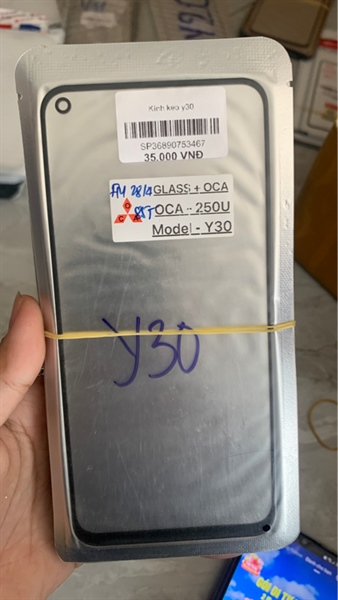 Kinh keo y30
SP36890753467
35.000 VNĐ
GLASS + OCA
OCA - 250U
Model - Y30
Y30